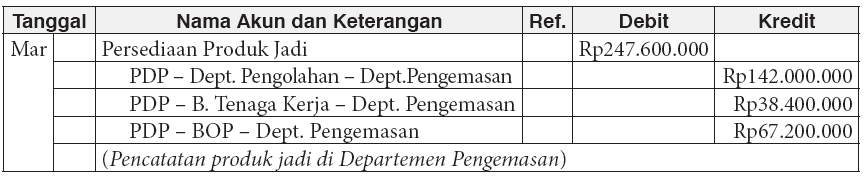 Tanggal Nama Akun dan Keterangan Ref. Debit Kredit
Mar Persediaan Produk Jadi Rp247.600.000
PDP – Dept. Pengolahan – Dept.Pengemasan Rp142.000.000
PDP – B. Tenaga Kerja – Dept. Pengemasan Rp38.400.000
PDP – BOP – Dept. Pengemasan Rp67.200.000
(Pencatatan produk jadi di Departemen Pengemasan)